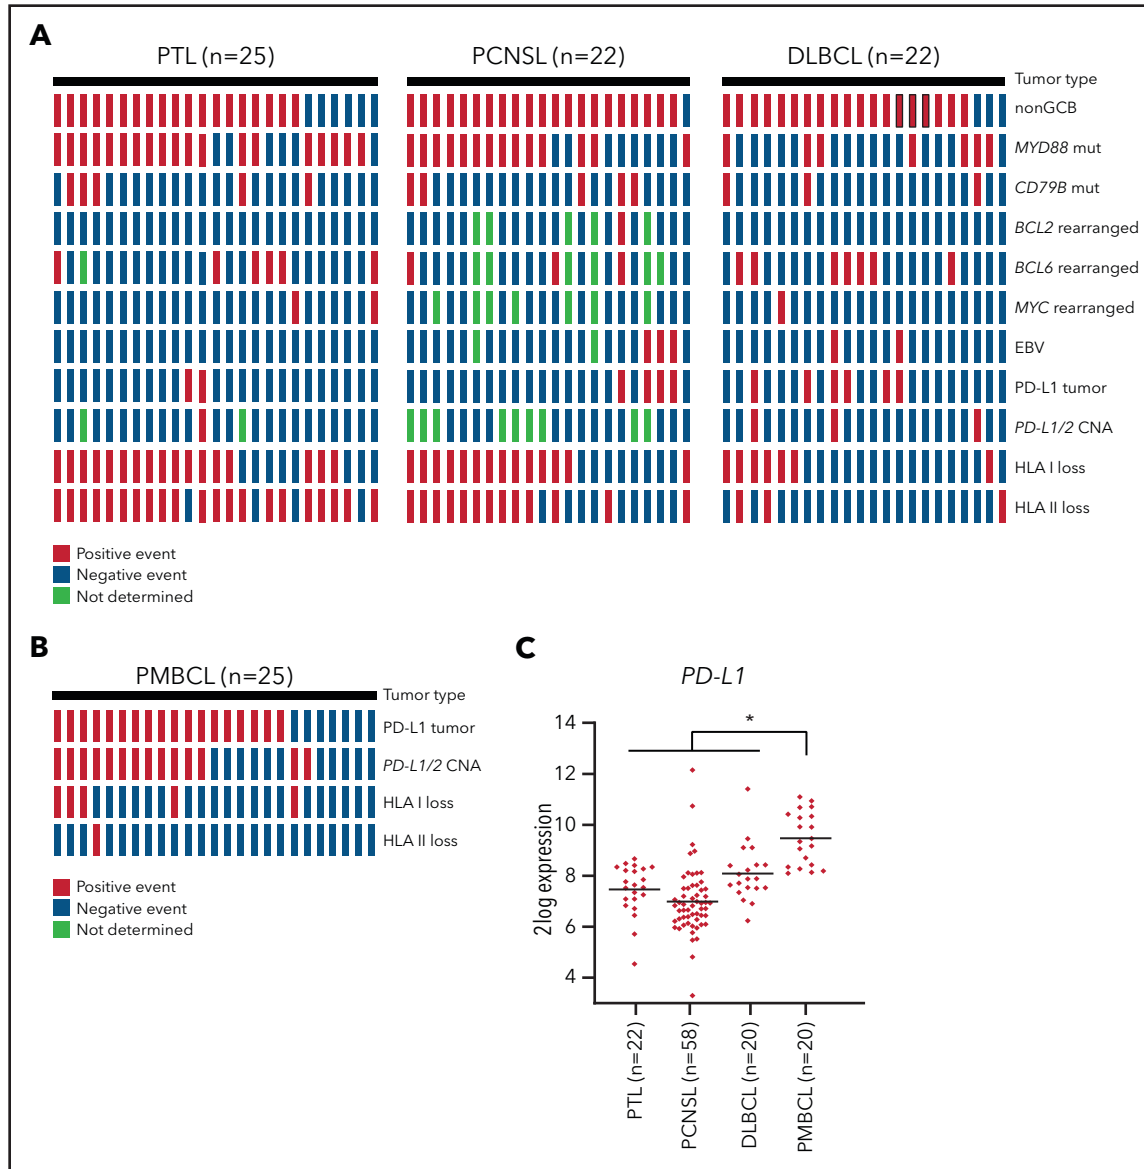 A
PTL (n=25)
PCNSL (n=22)
DLBCL (n=22)
Tumor type
nonGCB
MYD88 mut
CD79B mut
BCL2 rearranged
BCL6 rearranged
MYC rearranged
EBV
PD-L1 tumor
PD-L1/2 CNA
HLA I loss
HLA II loss
Positive event
Negative event
Not determined
B
PMBCL (n=25)
Tumor type
PD-L1 tumor
PD-L1/2 CNA
HLA I loss
HLA II loss
Positive event
Negative event
Not determined
C
PD-L1
*
14
12
10
8
6
4
2log expression
PTL (n=22)
PCNSL (n=58)
DLBCL (n=20)
PMBCL (n=20)